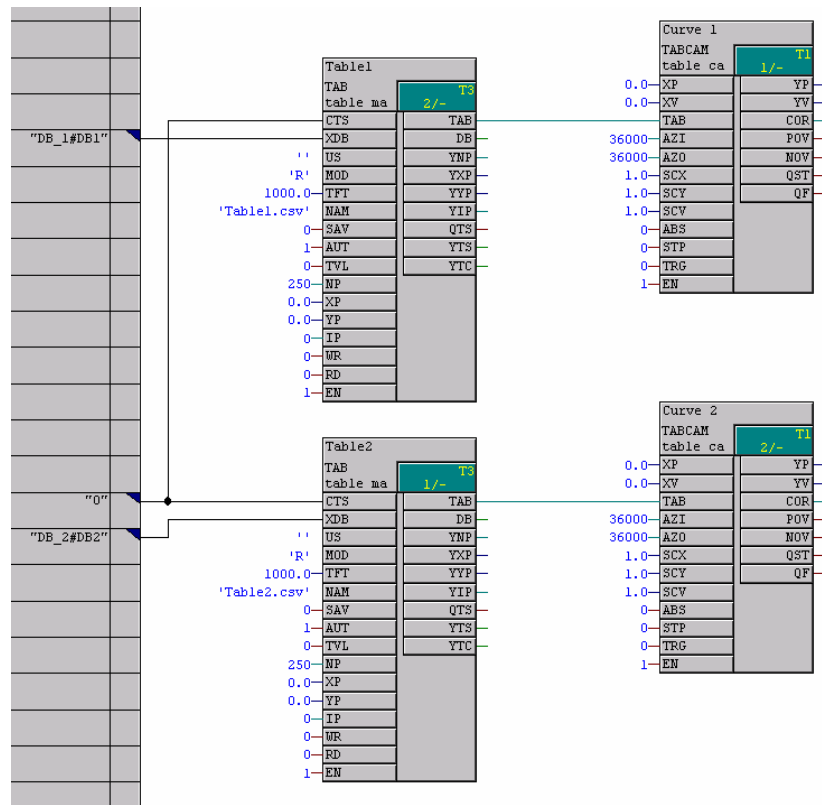 "DB_1#DB1"
"0"
"DB_2#DB2"
Table1
TAB
table ma
T3
2/-
CTS TAB
XDB DB
'' US YNP
'R' MOD YXP
1000.0 TFT YYP
'Table1.csv' NAM YIP
0 SAV QTS
1 AUT YTS
0 TVL YTC
250 NP
0.0 XP
0.0 YP
0 IP
0 WR
0 RD
1 EN
Curve 1
TABCAM
table ca
T1
1/-
0.0 XP YP
0.0 XV YV
TAB COR
36000 AZI POV
36000 AZO NOV
1.0 SCX QST
1.0 SCY QF
1.0 SCV
0 ABS
0 STP
0 TRG
1 EN
Table2
TAB
table ma
T3
1/-
CTS TAB
XDB DB
'' US YNP
'R' MOD YXP
1000.0 TFT YYP
'Table2.csv' NAM YIP
0 SAV QTS
1 AUT YTS
0 TVL YTC
250 NP
0.0 XP
0.0 YP
0 IP
0 WR
0 RD
1 EN
Curve 2
TABCAM
table ca
T1
2/-
0.0 XP YP
0.0 XV YV
TAB COR
36000 AZI POV
36000 AZO NOV
1.0 SCX QST
1.0 SCY QF
1.0 SCV
0 ABS
0 STP
0 TRG
1 EN